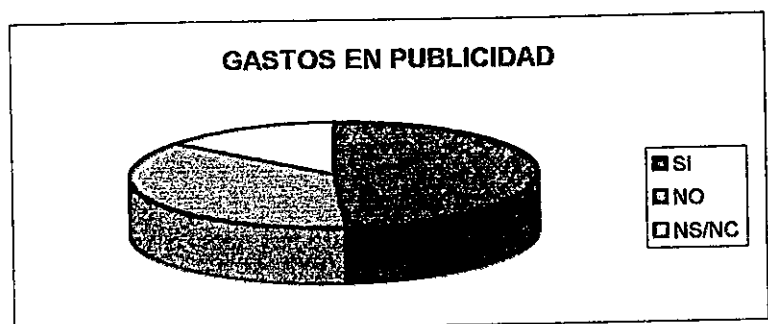 GASTOS EN PUBLICIDAD
SI
NO
NS/NC